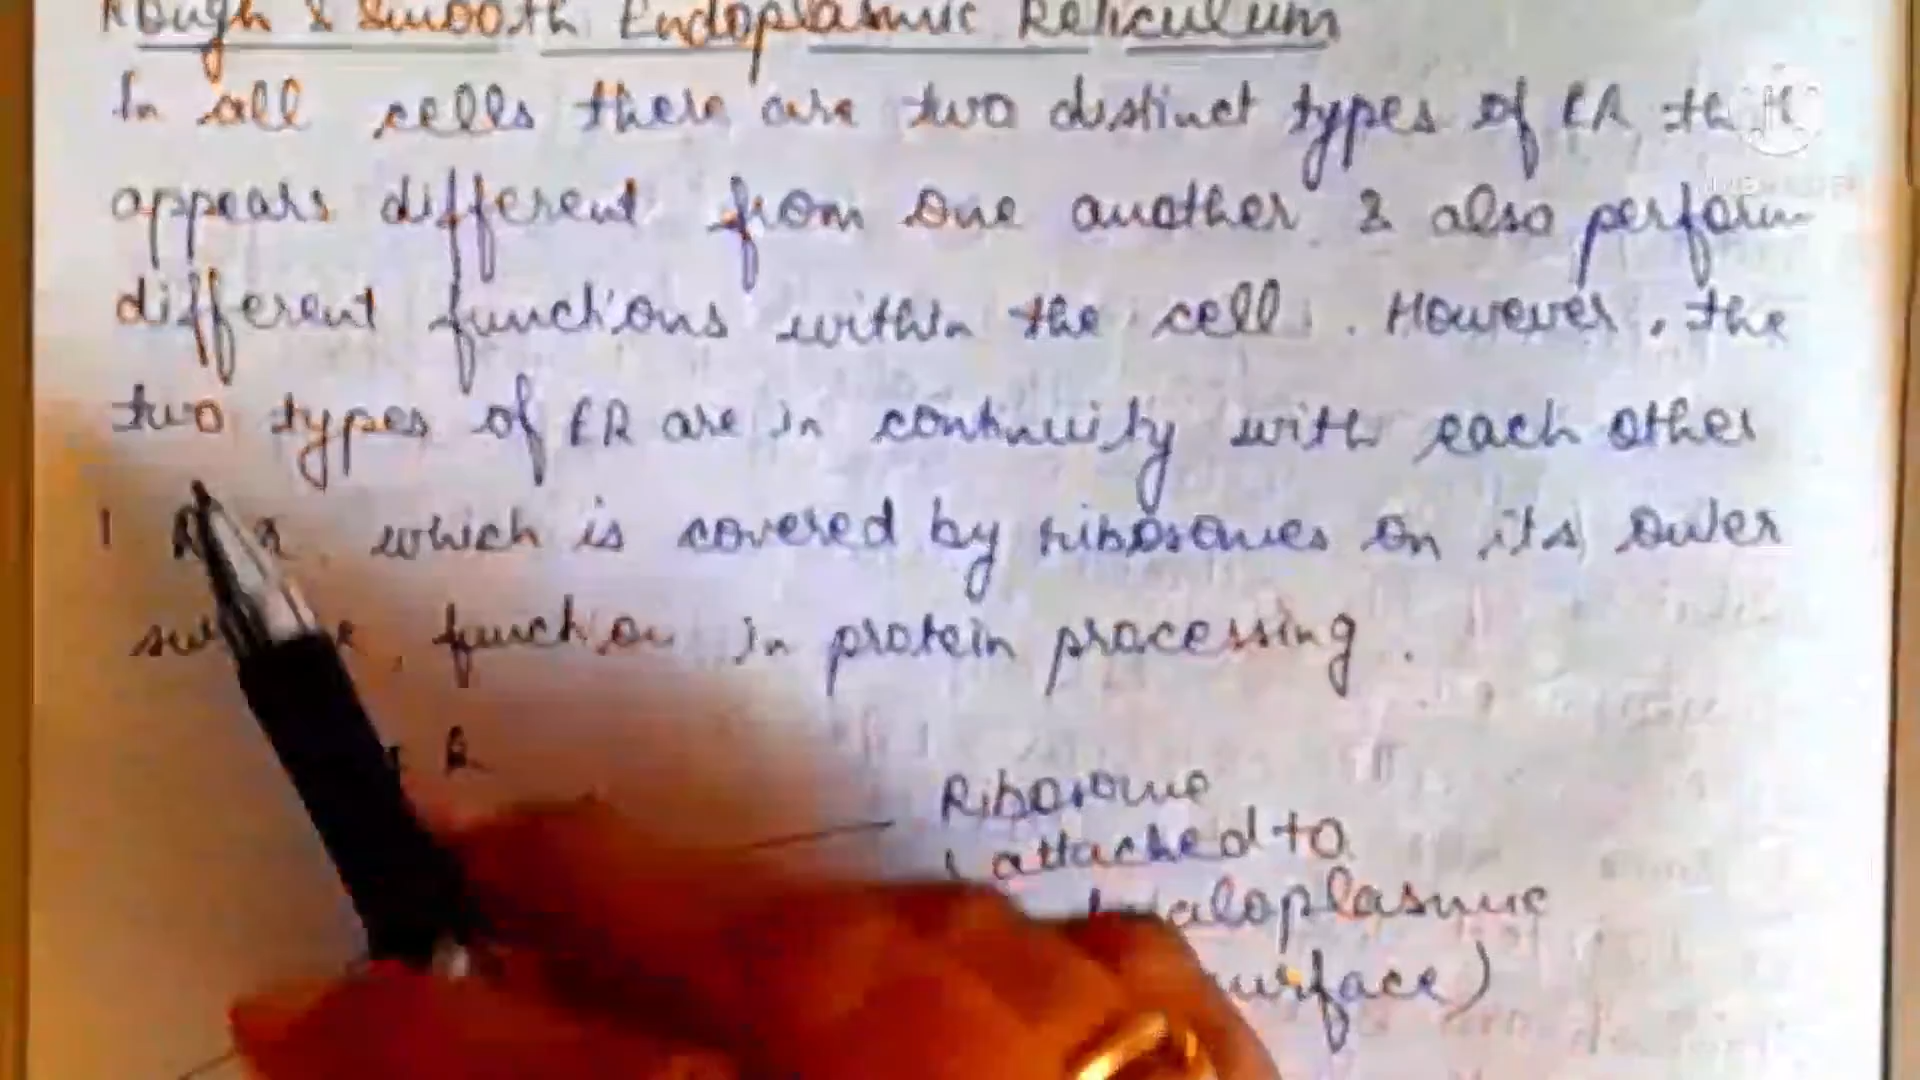 Rough & Smooth Endoplasmic Reticulum
In all cells there are two distinct types of ER that
appears different from one another & also perform
different functions within the cell. However, the
two types of ER are in continuity with each other
1 which is covered by ribosomes on its outer
function in protein processing.
R
Ribosome
(attached to
hyaloplasmic
surface)